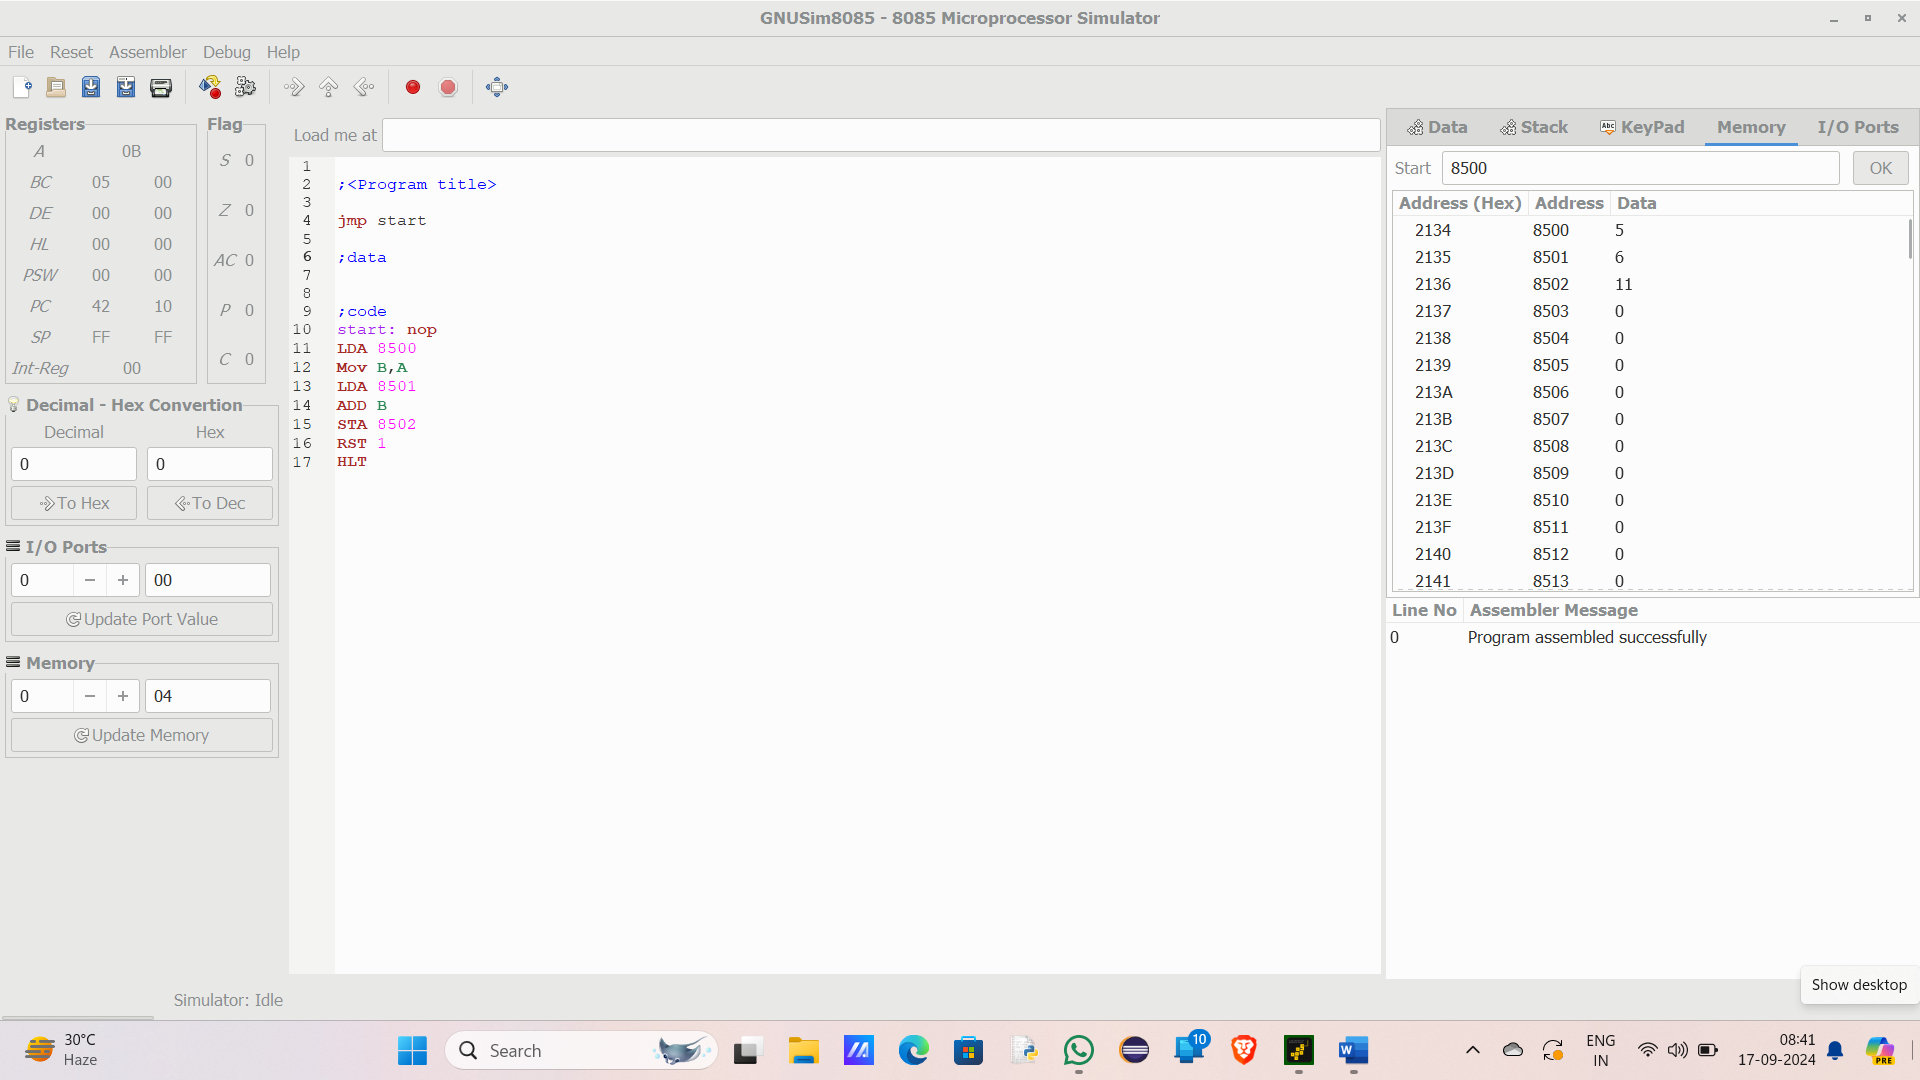 GNUSim8085 - 8085 Microprocessor Simulator
File Reset Assembler Debug Help
Registers
A 0B
BC 05 00
DE 00 00
HL 00 00
PSW 00 00
PC 42 10
SP FF FF
Int-Reg 00
Flag
S 0
Z 0
AC 0
P 0
C 0
Decimal - Hex Convertion
Decimal Hex
0 0
To Hex To Dec
I/O Ports
0 − + 00
Update Port Value
Memory
0 − + 04
Update Memory
Load me at
1
2 ;<Program title>
3
4 jmp start
5
6 ;data
7
8
9 ;code
10 start: nop
11 LDA 8500
12 Mov B,A
13 LDA 8501
14 ADD B
15 STA 8502
16 RST 1
17 HLT
Data Stack Abc KeyPad Memory I/O Ports
Start 8500 OK
Address (Hex) Address Data
2134 8500 5
2135 8501 6
2136 8502 11
2137 8503 0
2138 8504 0
2139 8505 0
213A 8506 0
213B 8507 0
213C 8508 0
213D 8509 0
213E 8510 0
213F 8511 0
2140 8512 0
2141 8513 0
Line No Assembler Message
0 Program assembled successfully
Show desktop
Simulator: Idle
30°C
Haze
Search
10
W
ENG
IN
08:41
17-09-2024
PRE